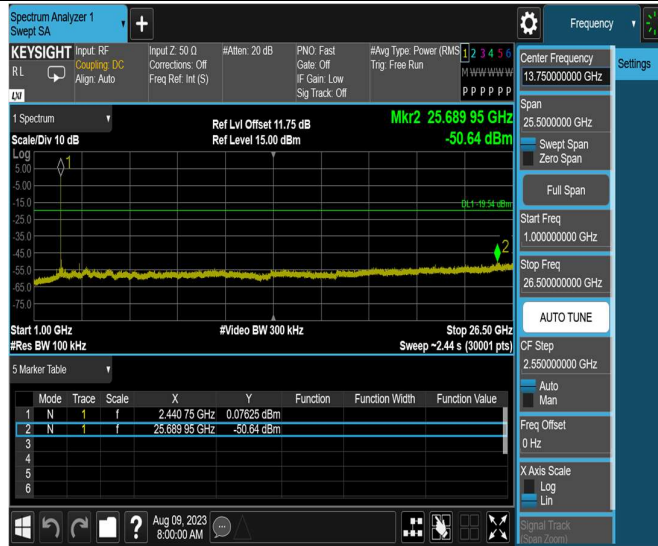 Spectrum Analyzer 1
Swept SA
Frequency
KEYSIGHT
RL
LXI
Input: RF
Coupling: DC
Align: Auto
Input Z: 50 Ω
Corrections: Off
Freq Ref: Int (S)
#Atten: 20 dB
PNO: Fast
Gate: Off
IF Gain: Low
Sig Track: Off
#Avg Type: Power (RMS
Trig: Free Run
1 2 3 4 5 6
M W W W W W
P P P P P P
1 Spectrum
Scale/Div 10 dB
Ref Lvl Offset 11.75 dB
Ref Level 15.00 dBm
Mkr2 25.689 95 GHz
-50.64 dBm
Log
5.00
-5.00
-15.0
-25.0
-35.0
-45.0
-55.0
-65.0
-75.0
1
DL1 -19.54 dBm
2
Start 1.00 GHz
#Video BW 300 kHz
Stop 26.50 GHz
#Res BW 100 kHz
Sweep ~2.44 s (30001 pts)
5 Marker Table
Mode Trace Scale X Y Function Function Width Function Value
1 N 1 f 2.440 75 GHz 0.07625 dBm
2 N 1 f 25.689 95 GHz -50.64 dBm
3
4
5
6
Aug 09, 2023
8:00:00 AM
Center Frequency
13.750000000 GHz
Settings
Span
25.5000000 GHz
Swept Span
Zero Span
Full Span
Start Freq
1.000000000 GHz
Stop Freq
26.500000000 GHz
AUTO TUNE
CF Step
2.550000000 GHz
Auto
Man
Freq Offset
0 Hz
X Axis Scale
Log
Lin
Signal Track
(Span Zoom)